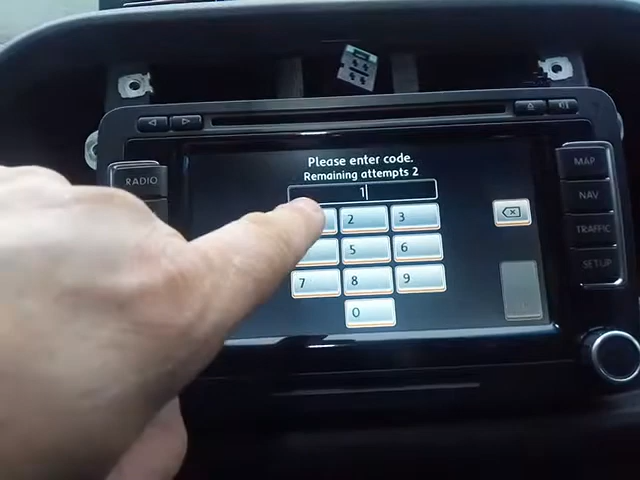 Please enter code.
Remaining attempts 2
1
2
3
5
6
7
8
9
0
RADIO
MAP
NAV
TRAFFIC
SETUP